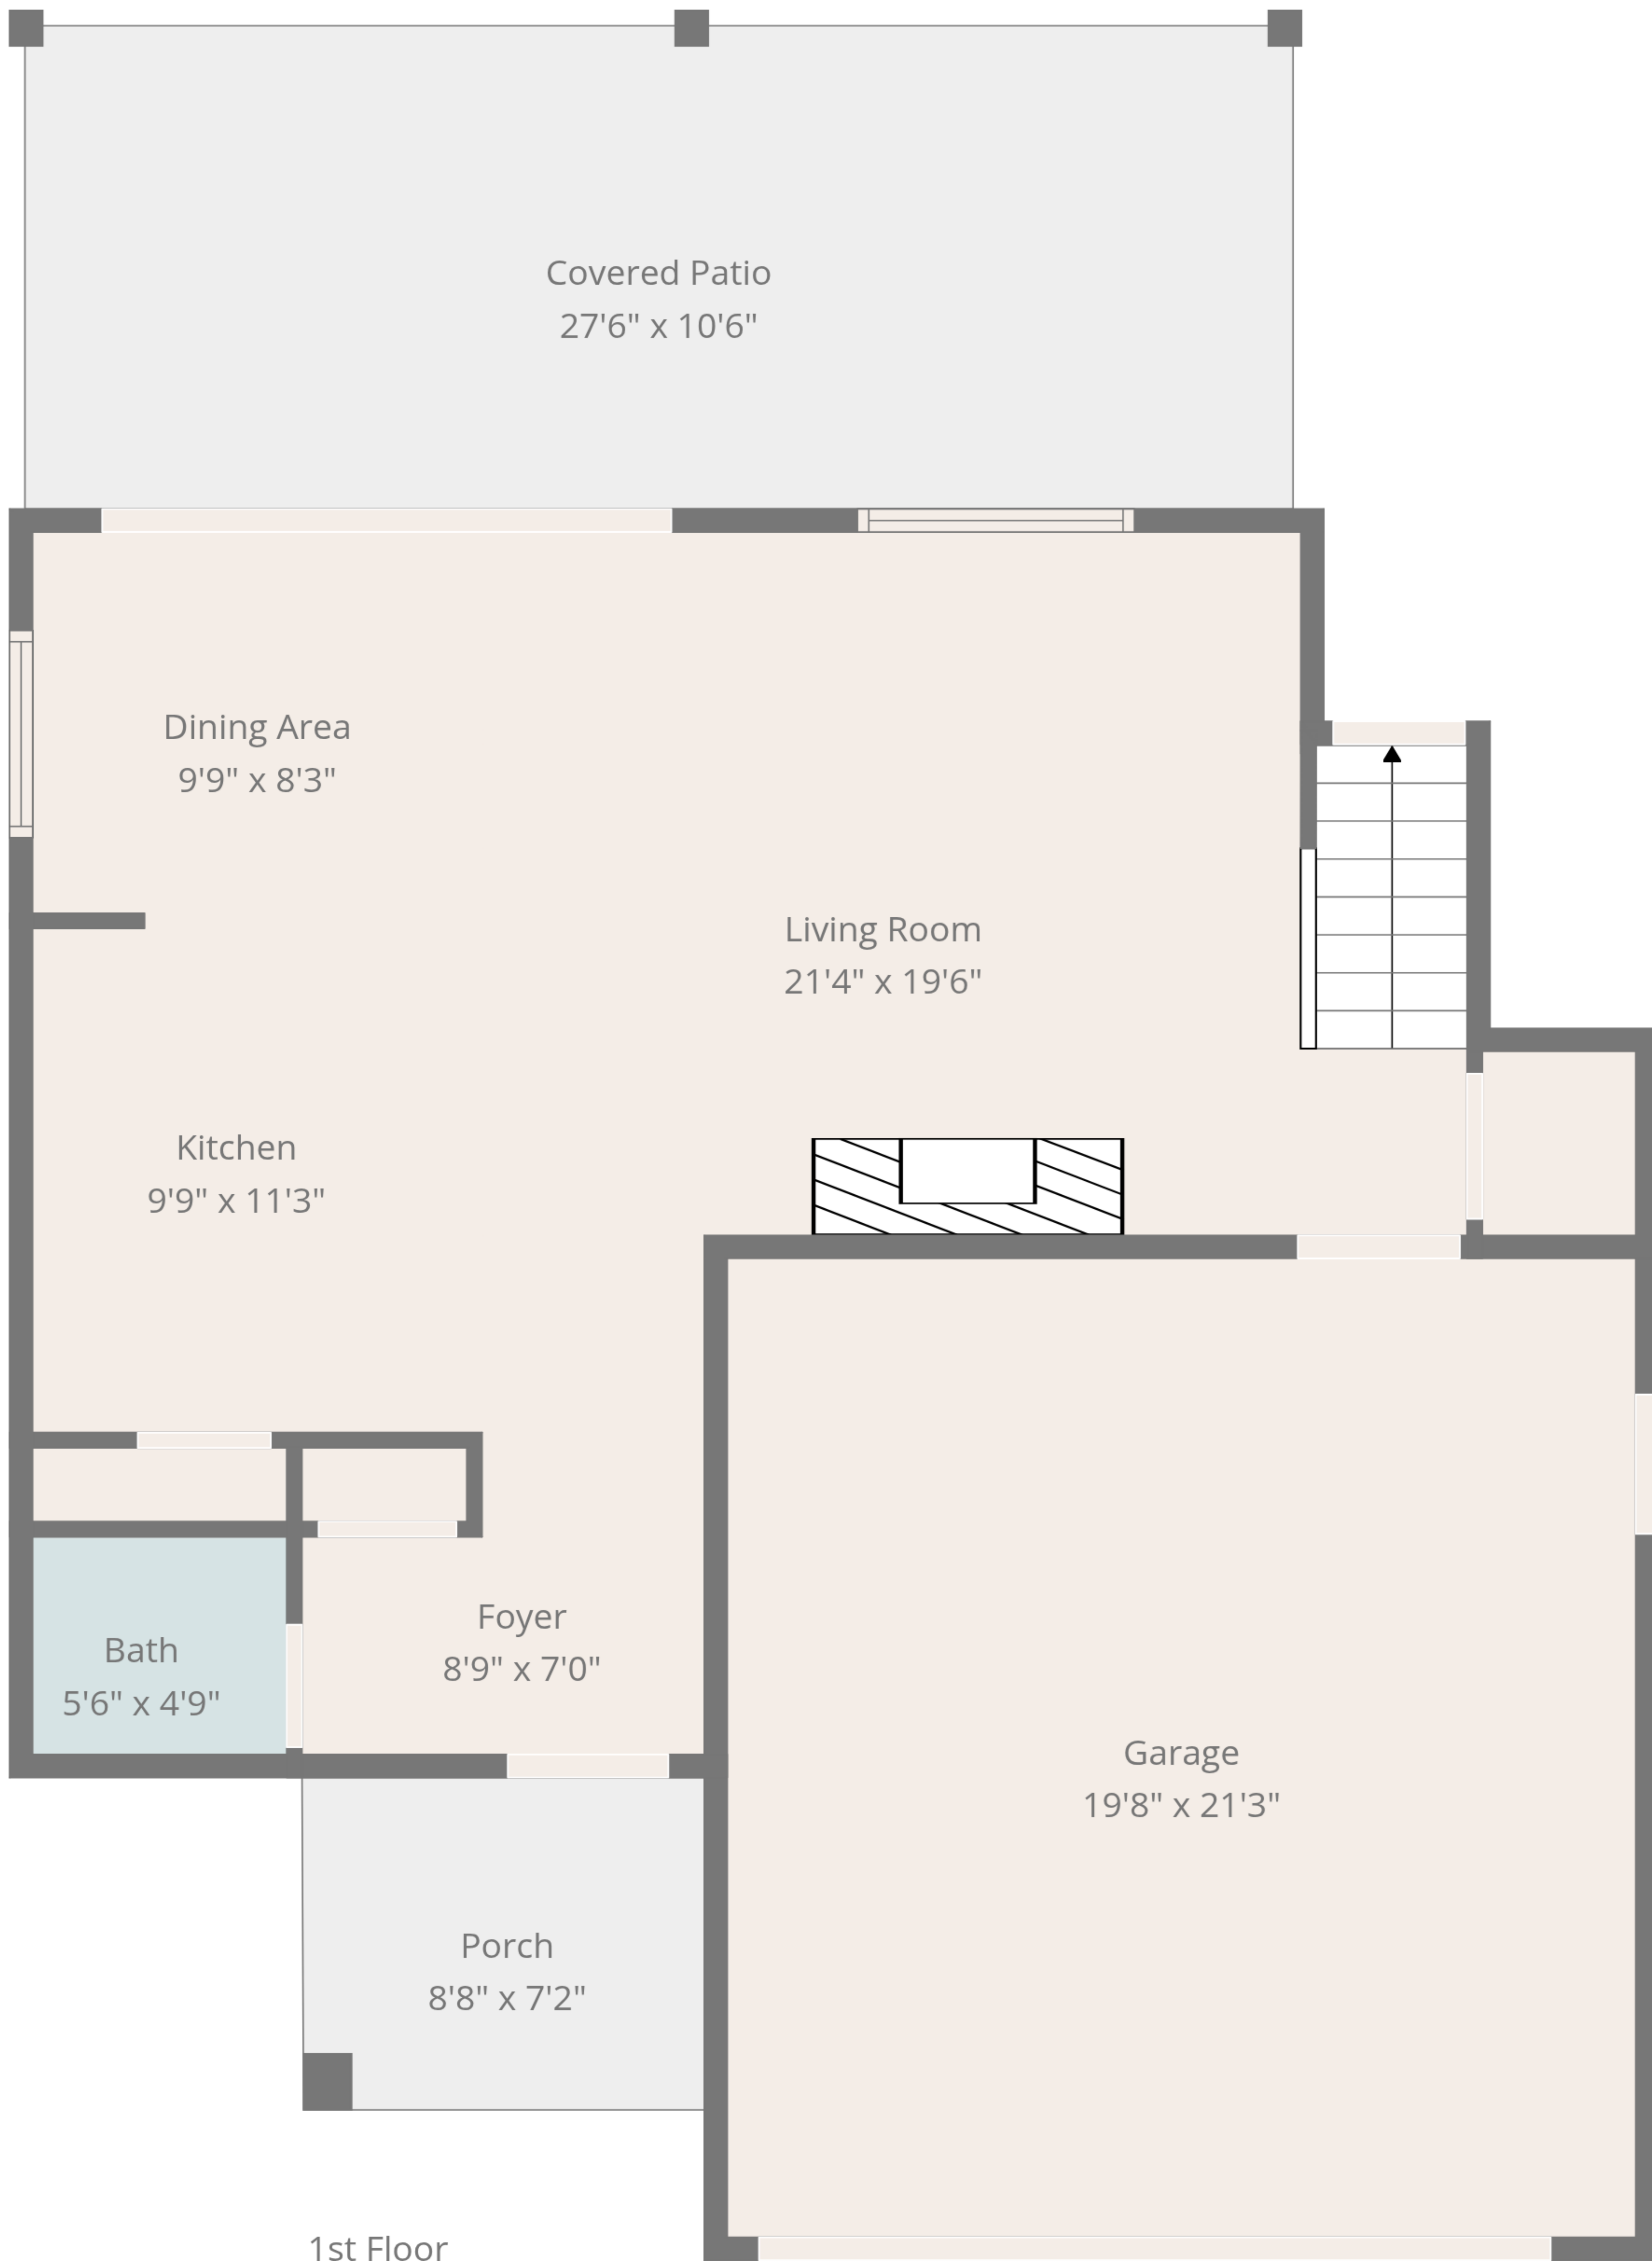 Covered Patio
27'6" x 10'6"
Dining Area
9'9" x 8'3"
Living Room
21'4" x 19'6"
Kitchen
9'9" x 11'3"
Foyer
8'9" x 7'0"
Bath
5'6" x 4'9"
Garage
19'8" x 21'3"
Porch
8'8" x 7'2"
1st Floor